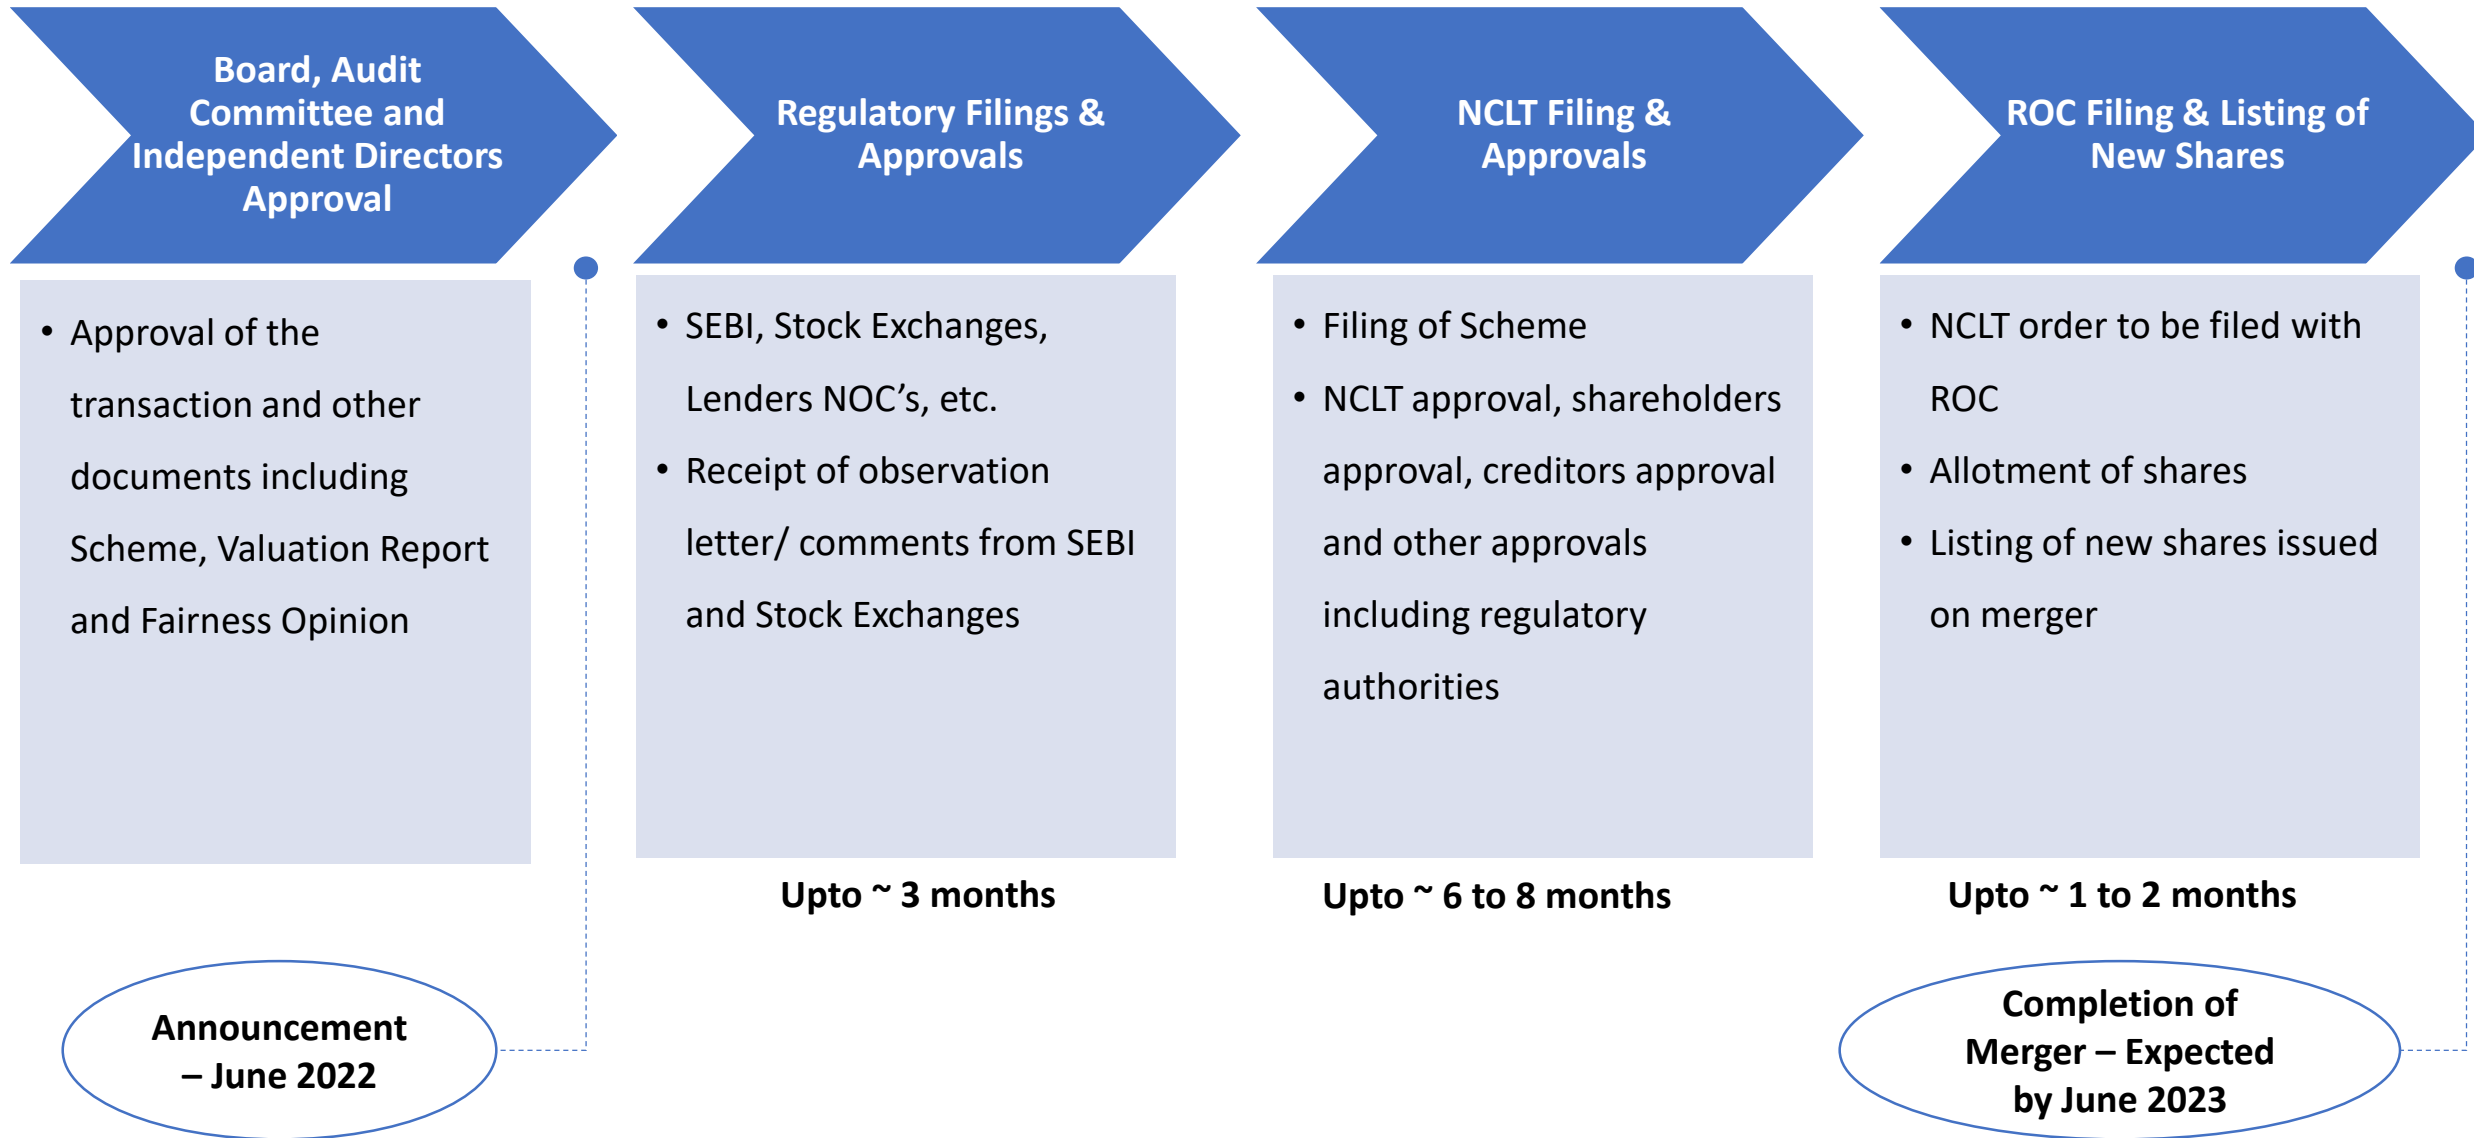 Board, Audit
Committee and
Independent Directors
Approval
• Approval of the
transaction and other
documents including
Scheme, Valuation Report
and Fairness Opinion
Announcement
– June 2022
Regulatory Filings &
Approvals
• SEBI, Stock Exchanges,
Lenders NOC’s, etc.
• Receipt of observation
letter/ comments from SEBI
and Stock Exchanges
Upto ~ 3 months
NCLT Filing &
Approvals
• Filing of Scheme
• NCLT approval, shareholders
approval, creditors approval
and other approvals
including regulatory
authorities
Upto ~ 6 to 8 months
ROC Filing & Listing of
New Shares
• NCLT order to be filed with
ROC
• Allotment of shares
• Listing of new shares issued
on merger
Upto ~ 1 to 2 months
Completion of
Merger – Expected
by June 2023